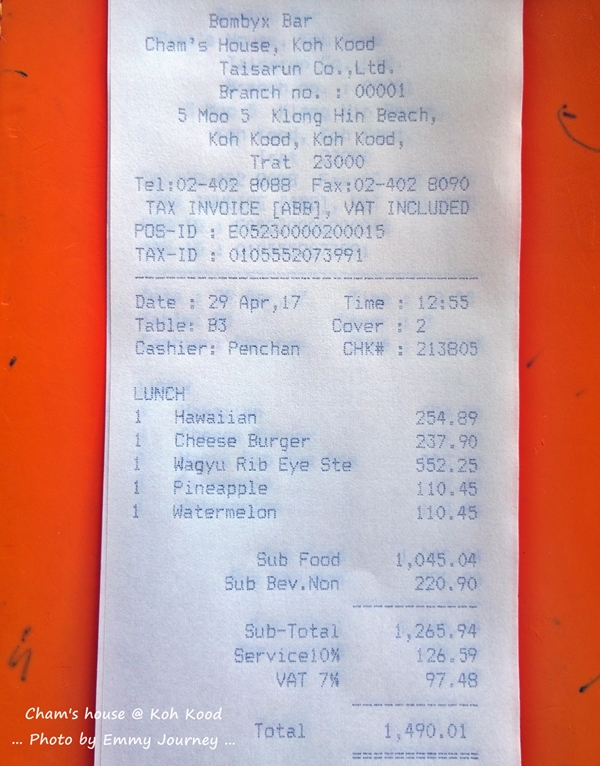 Bombyx Bar
Cham's House, Koh Kood
Taisarun Co.,Ltd.
Branch no. : 00001
5 Moo 5 Klong Hin Beach,
Koh Kood, Koh Kood,
Trat 23000
Tel:02-402 8088 Fax:02-402 8090
TAX INVOICE [ABB], VAT INCLUDED
POS-ID : E05230000200015
TAX-ID : 0105552073991
Date : 29 Apr,17 Time : 12:55
Table: B3 Cover : 2
Cashier: Penchan CHK# : 213805
LUNCH
1 Hawaiian 254.89
1 Cheese Burger 237.90
1 Wagyu Rib Eye Ste 552.25
1 Pineapple 110.45
1 Watermelon 110.45
Sub Food 1,045.04
Sub Bev.Non 220.90
Sub-Total 1,265.94
Service10% 126.59
VAT 7% 97.48
Total 1,490.01
Cham's house @ Koh Kood
... Photo by Emmy Journey ...